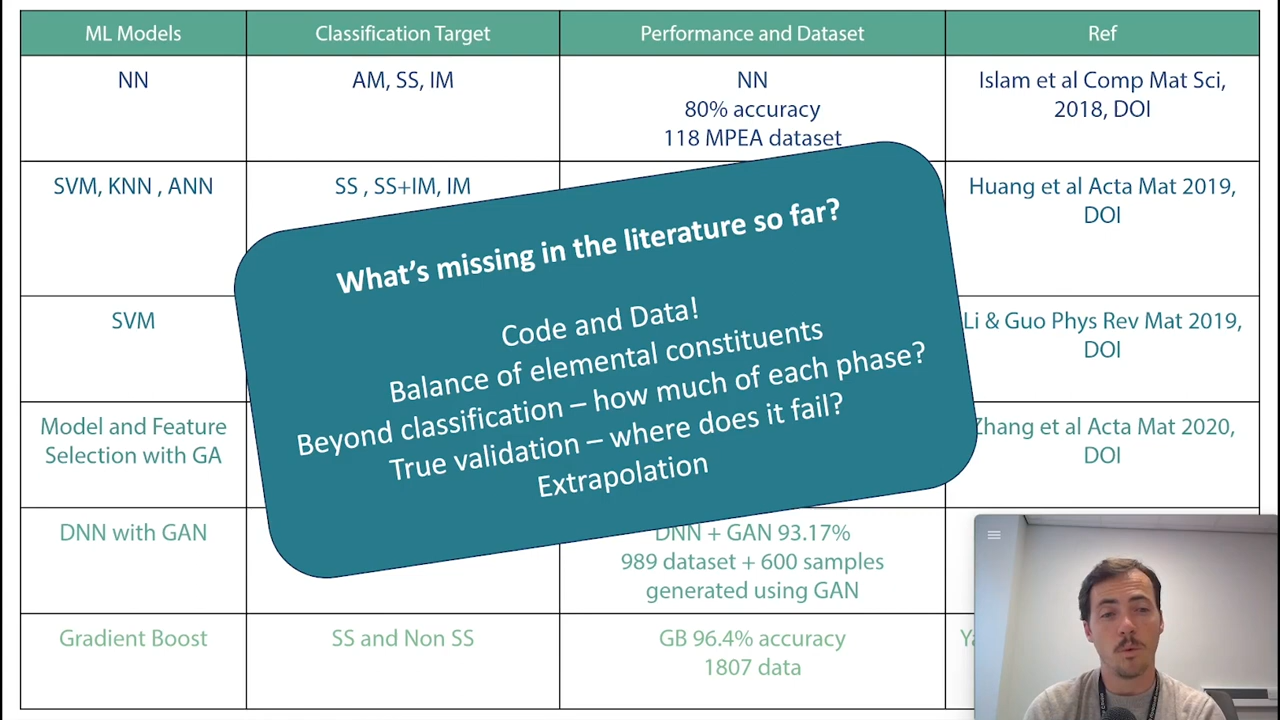 ML Models
Classification Target
Performance and Dataset
Ref
NN
AM, SS, IM
NN
80% accuracy
118 MPEA dataset
Islam et al Comp Mat Sci,
2018, DOI
SVM, KNN , ANN
SS , SS+IM, IM
Huang et al Acta Mat 2019,
DOI
SVM
Li & Guo Phys Rev Mat 2019,
DOI
Model and Feature
Selection with GA
Zhang et al Acta Mat 2020,
DOI
What's missing in the literature so far?
Code and Data!
Balance of elemental constituents
Beyond classification – how much of each phase?
True validation – where does it fail?
Extrapolation
DNN with GAN
DNN + GAN 93.17%
989 dataset + 600 samples
generated using GAN
Gradient Boost
SS and Non SS
GB 96.4% accuracy
1807 data